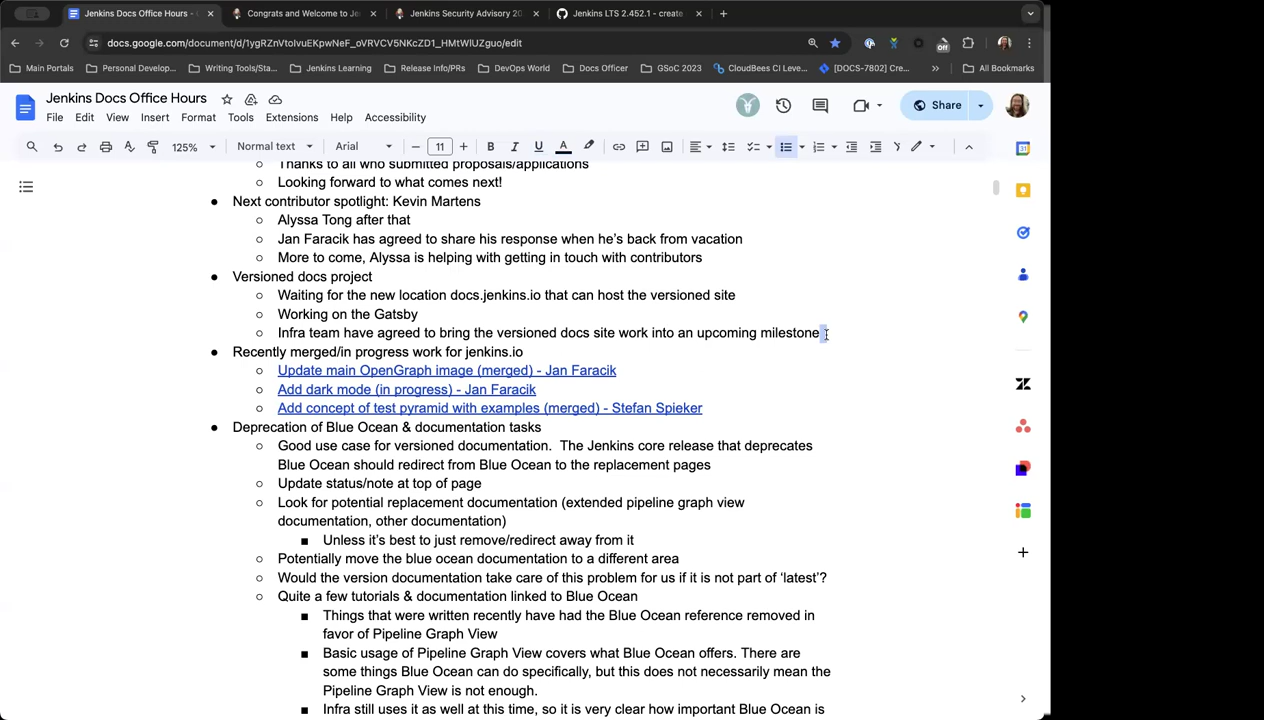 Jenkins Docs Office Hours -
Congrats and Welcome to Je
Jenkins Security Advisory 20
Jenkins LTS 2.452.1 - create
docs.google.com/document/d/1ygRZnVtoIvuEKpwNeF_oVRVCV5NKcZD1_HMtWlUZguo/edit
Off
Main Portals
Personal Develop...
Writing Tools/Sta...
Jenkins Learning
Release Info/PRs
DevOps World
Docs Officer
GSoC 2023
CloudBees CI Leve...
[DOCS-7802] Cre...
All Bookmarks
Jenkins Docs Office Hours
File Edit View Insert Format Tools Extensions Help Accessibility
Share
125%
Normal text
Arial
11
B I U A
31
Thanks to all who submitted proposals/applications
Looking forward to what comes next!
Next contributor spotlight: Kevin Martens
Alyssa Tong after that
Jan Faracik has agreed to share his response when he's back from vacation
More to come, Alyssa is helping with getting in touch with contributors
Versioned docs project
Waiting for the new location docs.jenkins.io that can host the versioned site
Working on the Gatsby
Infra team have agreed to bring the versioned docs site work into an upcoming milestone
Recently merged/in progress work for jenkins.io
Update main OpenGraph image (merged) - Jan Faracik
Add dark mode (in progress) - Jan Faracik
Add concept of test pyramid with examples (merged) - Stefan Spieker
Deprecation of Blue Ocean & documentation tasks
Good use case for versioned documentation.  The Jenkins core release that deprecates
Blue Ocean should redirect from Blue Ocean to the replacement pages
Update status/note at top of page
Look for potential replacement documentation (extended pipeline graph view
documentation, other documentation)
Unless it's best to just remove/redirect away from it
Potentially move the blue ocean documentation to a different area
Would the version documentation take care of this problem for us if it is not part of 'latest'?
Quite a few tutorials & documentation linked to Blue Ocean
Things that were written recently have had the Blue Ocean reference removed in
favor of Pipeline Graph View
Basic usage of Pipeline Graph View covers what Blue Ocean offers. There are
some things Blue Ocean can do specifically, but this does not necessarily mean the
Pipeline Graph View is not enough.
Infra still uses it as well at this time, so it is very clear how important Blue Ocean is